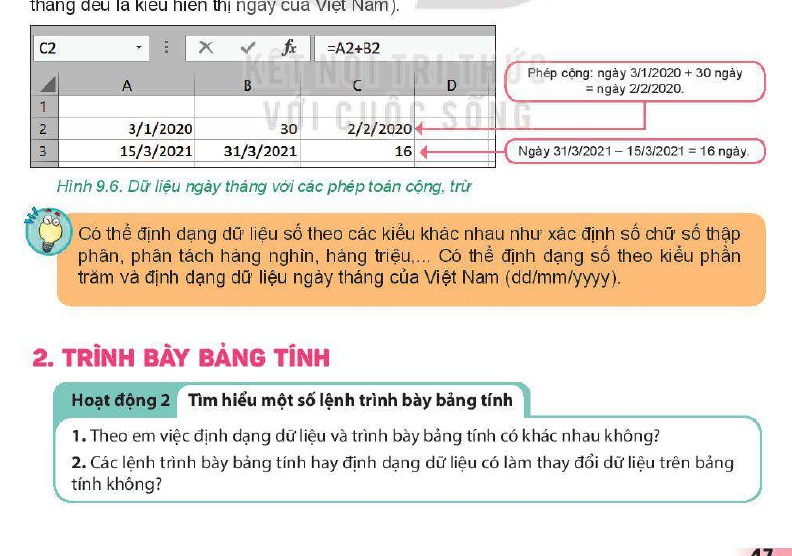 tháng đều là kiểu hiển thị ngày của Việt Nam).
C2 fx =A2+B2
A B C D
1
2 3/1/2020 30 2/2/2020
3 15/3/2021 31/3/2021 16
KẾT NỐI TRI THỨC
VỚI CUỘC SỐNG
Phép cộng: ngày 3/1/2020 + 30 ngày
= ngày 2/2/2020.
Ngày 31/3/2021 – 15/3/2021 = 16 ngày.
Hình 9.6. Dữ liệu ngày tháng với các phép toán cộng, trừ
Có thể định dạng dữ liệu số theo các kiểu khác nhau như xác định số chữ số thập
phân, phân tách hàng nghìn, hàng triệu,... Có thể định dạng số theo kiểu phần
trăm và định dạng dữ liệu ngày tháng của Việt Nam (dd/mm/yyyy).
2. TRÌNH BÀY BẢNG TÍNH
Hoạt động 2 Tìm hiểu một số lệnh trình bày bảng tính
1. Theo em việc định dạng dữ liệu và trình bày bảng tính có khác nhau không?
2. Các lệnh trình bày bảng tính hay định dạng dữ liệu có làm thay đổi dữ liệu trên bảng
tính không?
47